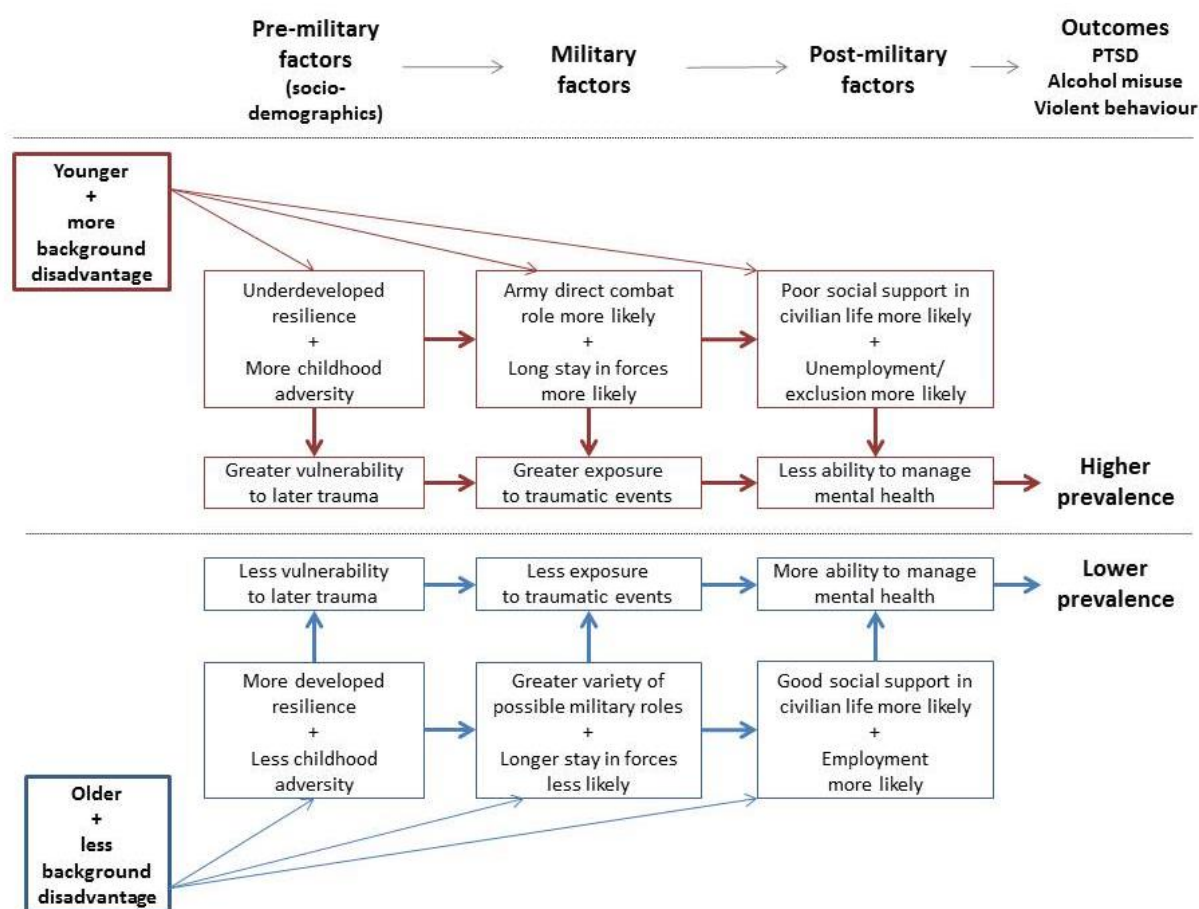 Pre-military
factors
(socio-
demographics)
Military
factors
Post-military
factors
Outcomes
PTSD
Alcohol misuse
Violent behaviour
Younger
+
more
background
disadvantage
Underdeveloped
resilience
+
More childhood
adversity
Army direct combat
role more likely
+
Long stay in forces
more likely
Poor social support in
civilian life more likely
+
Unemployment/
exclusion more likely
Greater vulnerability
to later trauma
Greater exposure
to traumatic events
Less ability to manage
mental health
Higher
prevalence
Less vulnerability
to later trauma
Less exposure
to traumatic events
More ability to manage
mental health
Lower
prevalence
More developed
resilience
+
Less childhood
adversity
Greater variety of
possible military roles
+
Longer stay in forces
less likely
Good social support in
civilian life more likely
+
Employment
more likely
Older
+
less
background
disadvantage